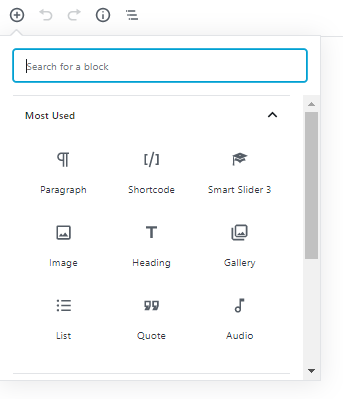 Search for a block
Most Used
Paragraph
Shortcode
Smart Slider 3
Image
Heading
Gallery
List
Quote
Audio